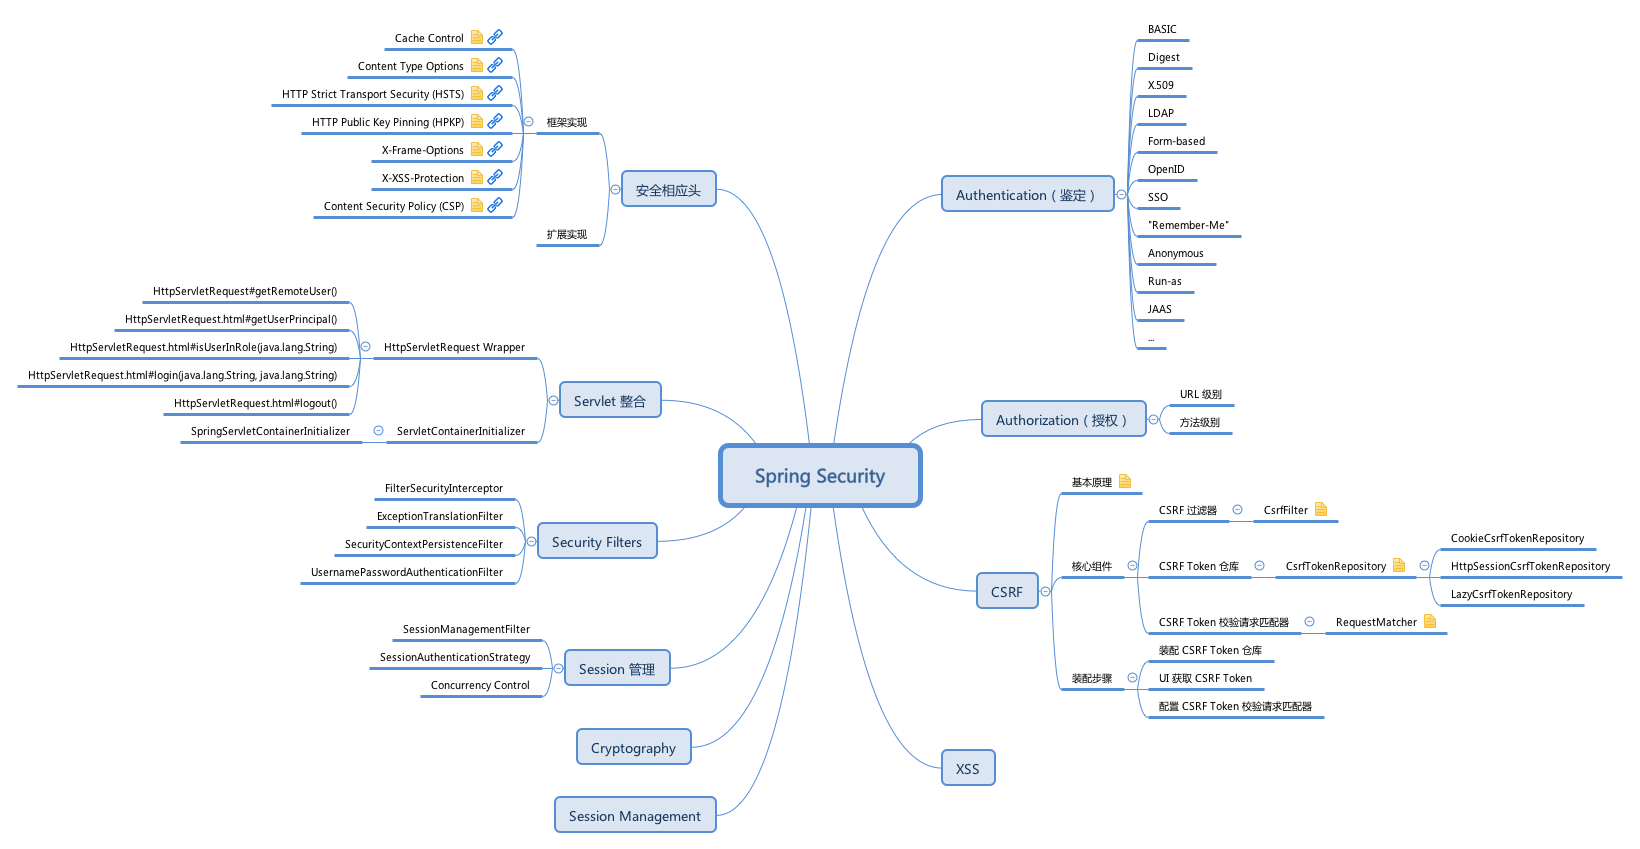 Spring Security
Authentication ( 鉴定 )
BASIC
Digest
X.509
LDAP
Form-based
OpenID
SSO
"Remember-Me"
Anonymous
Run-as
JAAS
...
Authorization ( 授权 )
URL 级别
方法级别
CSRF
基本原理
核心组件
CSRF 过滤器
CsrfFilter
CSRF Token 仓库
CsrfTokenRepository
CookieCsrfTokenRepository
HttpSessionCsrfTokenRepository
LazyCsrfTokenRepository
CSRF Token 校验请求匹配器
RequestMatcher
装配步骤
装配 CSRF Token 仓库
UI 获取 CSRF Token
配置 CSRF Token 校验请求匹配器
XSS
安全相应头
框架实现
Cache Control
Content Type Options
HTTP Strict Transport Security (HSTS)
HTTP Public Key Pinning (HPKP)
X-Frame-Options
X-XSS-Protection
Content Security Policy (CSP)
扩展实现
Servlet 整合
HttpServletRequest Wrapper
HttpServletRequest#getRemoteUser()
HttpServletRequest.html#getUserPrincipal()
HttpServletRequest.html#isUserInRole(java.lang.String)
HttpServletRequest.html#login(java.lang.String, java.lang.String)
HttpServletRequest.html#logout()
ServletContainerInitializer
SpringServletContainerInitializer
Security Filters
FilterSecurityInterceptor
ExceptionTranslationFilter
SecurityContextPersistenceFilter
UsernamePasswordAuthenticationFilter
Session 管理
SessionManagementFilter
SessionAuthenticationStrategy
Concurrency Control
Cryptography
Session Management